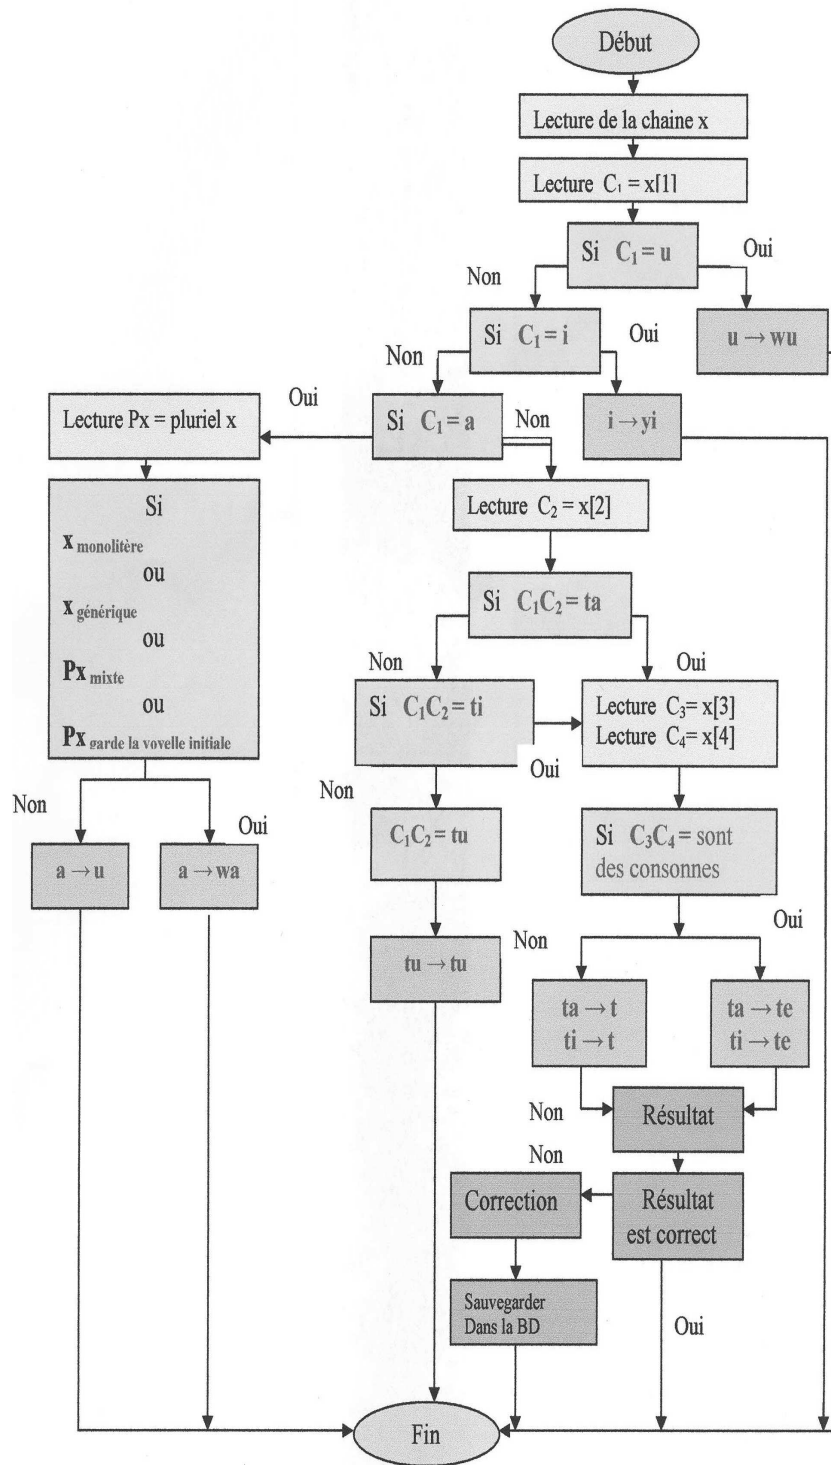 Début
Lecture de la chaine x
Lecture C₁ = x[1]
Si C₁ = u
Oui
Non
Si C₁ = i
Oui
u → wu
Non
Oui
Lecture Px = pluriel x
Si C₁ = a
Non
i → yi
Si
x monolitère
ou
x générique
ou
Px mixte
ou
Px garde la voyelle initiale
Lecture C₂ = x[2]
Si C₁C₂ = ta
Non
Oui
Si C₁C₂ = ti
Oui
Lecture C₃= x[3]
Lecture C₄= x[4]
Non
Oui
Non
a → u
a → wa
C₁C₂ = tu
Si C₃C₄ = sont
des consonnes
Non
Oui
tu → tu
ta → t
ti → t
ta → te
ti → te
Non
Résultat
Non
Correction
Résultat
est correct
Sauvegarder
Dans la BD
Oui
Fin